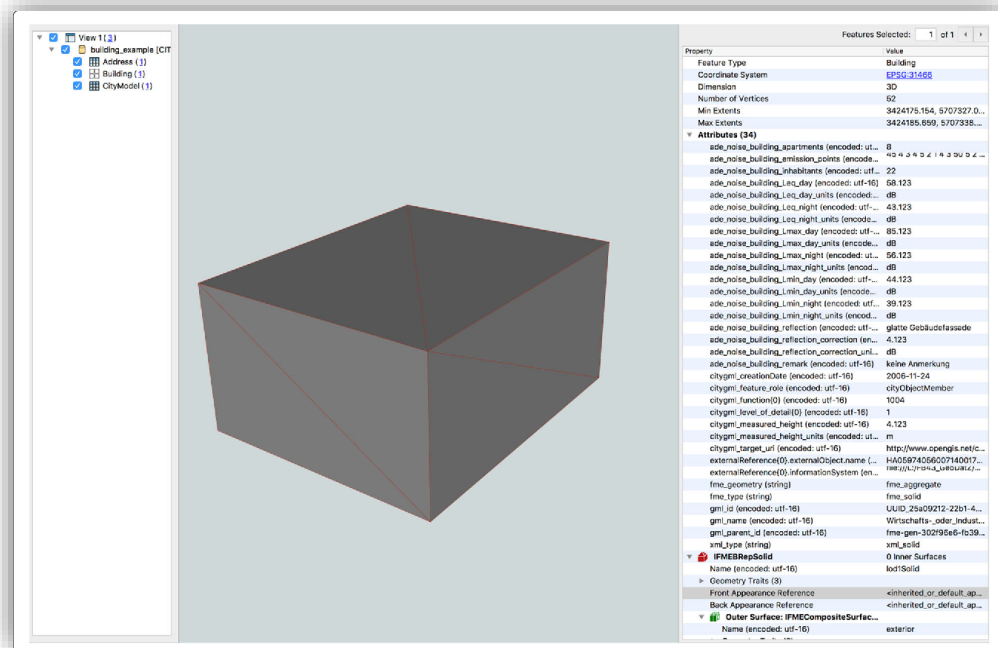 View 1 (3)
building_example [CIT
Address (1)
Building (1)
CityModel (1)
Features Selected: 1 of 1
Property Value
Feature Type Building
Coordinate System EPSG:31466
Dimension 3D
Number of Vertices 52
Min Extents 3424175.154, 5707327.0...
Max Extents 3424185.659, 5707338....
Attributes (34)
ade_noise_building_apartments (encoded: ut... 8
ade_noise_building_emission_points (encode...
ade_noise_building_inhabitants (encoded: utf... 22
ade_noise_building_Leq_day (encoded: utf-16) 58.123
ade_noise_building_Leq_day_units (encoded:... dB
ade_noise_building_Leq_night (encoded: utf-... 43.123
ade_noise_building_Leq_night_units (encode... dB
ade_noise_building_Lmax_day (encoded: utf-... 85.123
ade_noise_building_Lmax_day_units (encode... dB
ade_noise_building_Lmax_night (encoded: ut... 56.123
ade_noise_building_Lmax_night_units (encod... dB
ade_noise_building_Lmin_day (encoded: utf-... 44.123
ade_noise_building_Lmin_day_units (encode... dB
ade_noise_building_Lmin_night (encoded: utf... 39.123
ade_noise_building_Lmin_night_units (encod... dB
ade_noise_building_reflection (encoded: utf-... glatte Gebäudefassade
ade_noise_building_reflection_correction (en... 4.123
ade_noise_building_reflection_correction_uni... dB
ade_noise_building_remark (encoded: utf-16) keine Anmerkung
citygml_creationDate (encoded: utf-16) 2006-11-24
citygml_feature_role (encoded: utf-16) cityObjectMember
citygml_function{0} (encoded: utf-16) 1004
citygml_level_of_detail{0} (encoded: utf-16) 1
citygml_measured_height (encoded: utf-16) 4.123
citygml_measured_height_units (encoded: ut... m
citygml_target_uri (encoded: utf-16) http://www.opengis.net/c...
externalReference{0}.externalObject.name (... HA05974056007140017...
externalReference{0}.informationSystem (en...
fme_geometry (string) fme_aggregate
fme_type (string) fme_solid
gml_id (encoded: utf-16) UUID_25a09212-22b1-4...
gml_name (encoded: utf-16) Wirtschafts-_oder_Indust...
gml_parent_id (encoded: utf-16) fme-gen-302f96e6-fb39...
xml_type (string) xml_solid
IFMEBRepSolid 0 Inner Surfaces
Name (encoded: utf-16) lod1Solid
Geometry Traits (3)
Front Appearance Reference <inherited_or_default_ap...
Back Appearance Reference <inherited_or_default_ap...
Outer Surface: IFMECompositeSurfac...
Name (encoded: utf-16) exterior